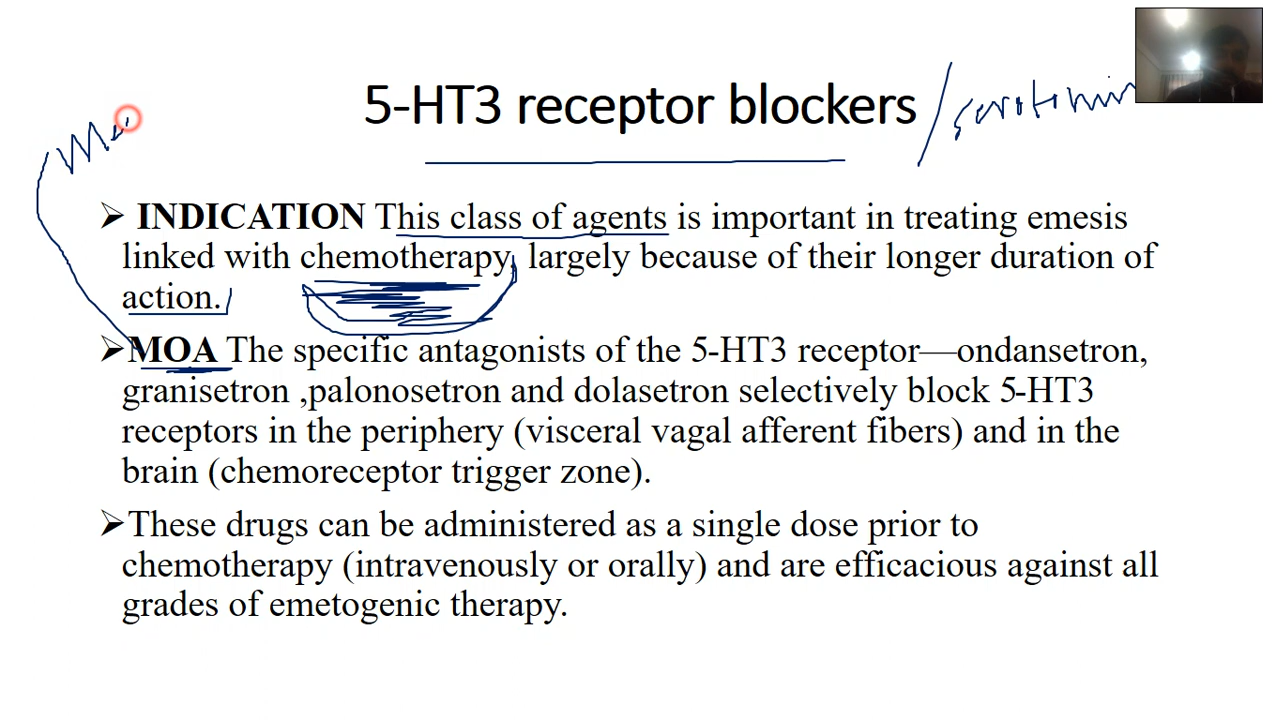 5-HT3 receptor blockers / serotonin
➢ INDICATION This class of agents is important in treating emesis
linked with chemotherapy, largely because of their longer duration of
action.
➢MOA The specific antagonists of the 5-HT3 receptor—ondansetron,
granisetron ,palonosetron and dolasetron selectively block 5-HT3
receptors in the periphery (visceral vagal afferent fibers) and in the
brain (chemoreceptor trigger zone).
➢These drugs can be administered as a single dose prior to
chemotherapy (intravenously or orally) and are efficacious against all
grades of emetogenic therapy.